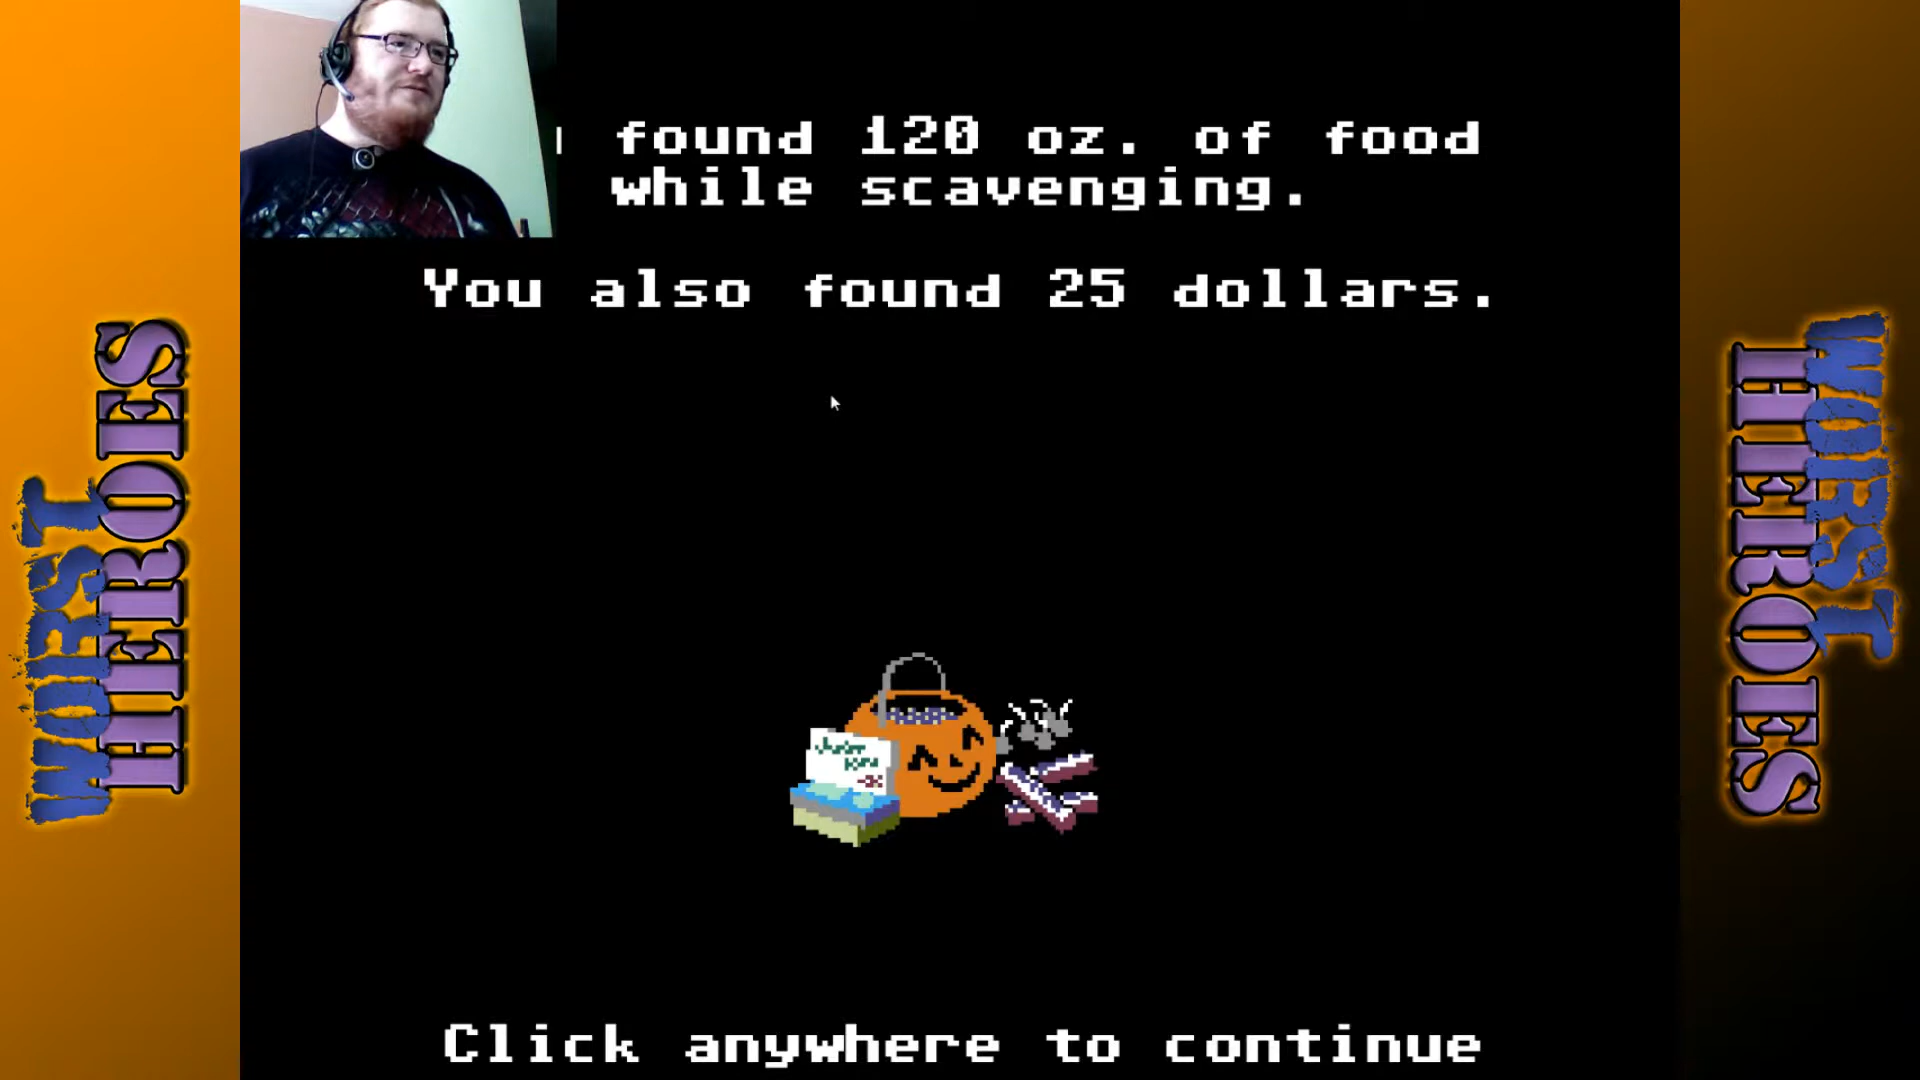 found 120 oz. of food
while scavenging.
You also found 25 dollars.
Click anywhere to continue
WORST
HEROES
WORST
HEROES